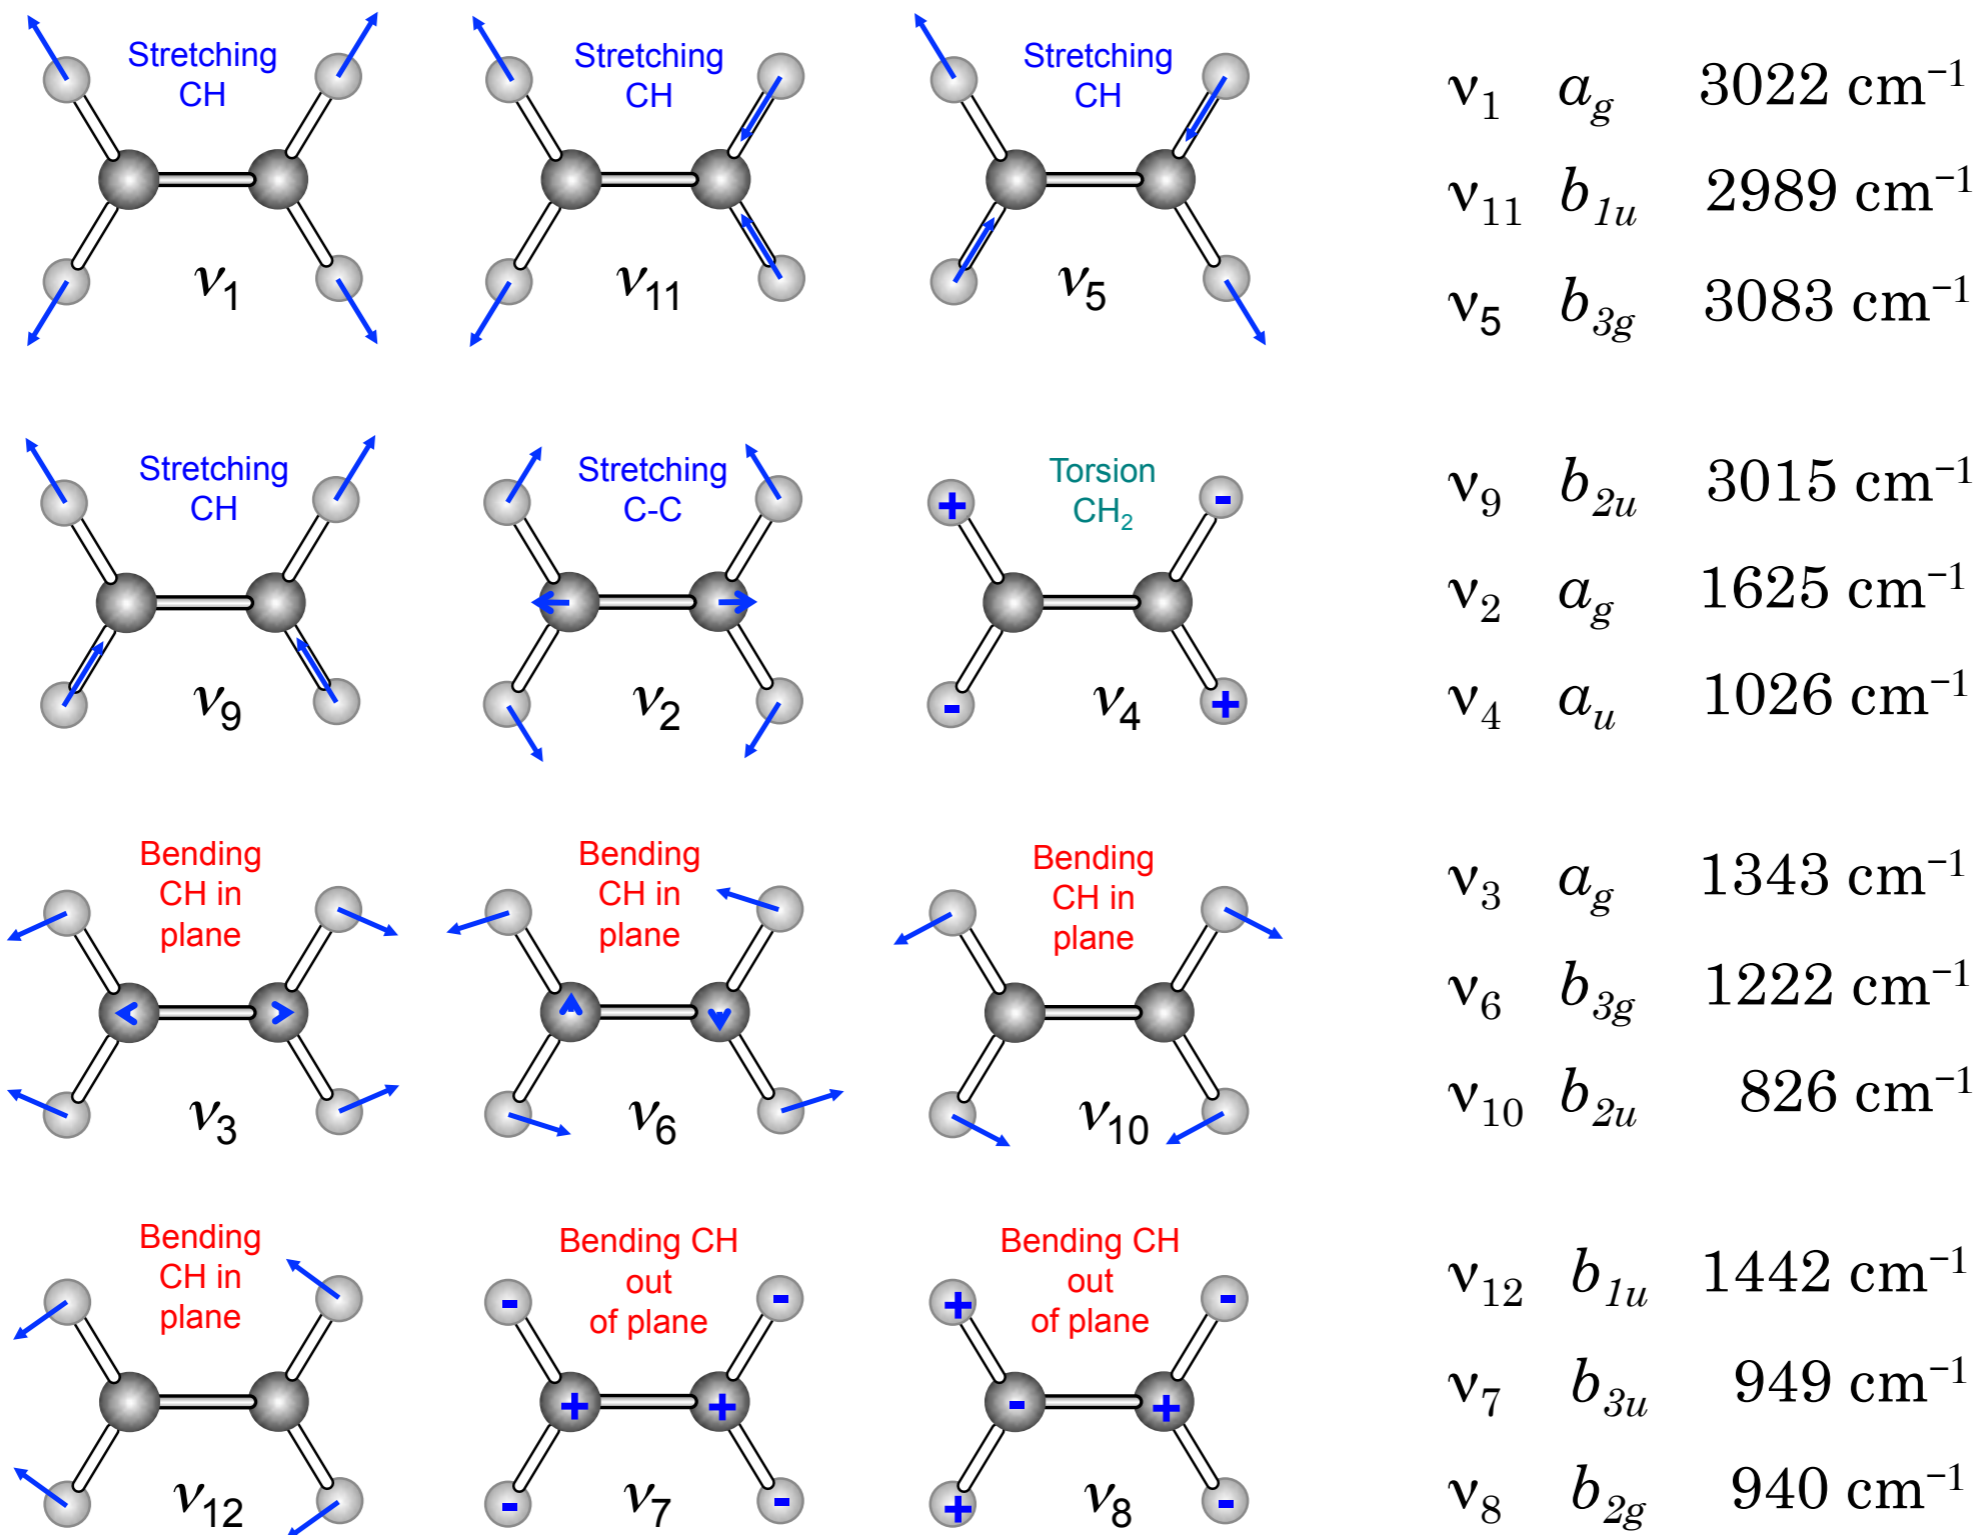 Stretching
CH
ν1
Stretching
CH
ν11
Stretching
CH
ν5
ν1 ag 3022 cm−1
ν11 b1u 2989 cm−1
ν5 b3g 3083 cm−1
Stretching
CH
ν9
Stretching
C-C
ν2
Torsion
CH2
+ -
- +
ν4
ν9 b2u 3015 cm−1
ν2 ag 1625 cm−1
ν4 au 1026 cm−1
Bending
CH in
plane
ν3
Bending
CH in
plane
ν6
Bending
CH in
plane
ν10
ν3 ag 1343 cm−1
ν6 b3g 1222 cm−1
ν10 b2u 826 cm−1
Bending
CH in
plane
ν12
Bending CH
out
of plane
- -
+ +
- -
ν7
Bending CH
out
of plane
+ -
- +
+ -
ν8
ν12 b1u 1442 cm−1
ν7 b3u 949 cm−1
ν8 b2g 940 cm−1